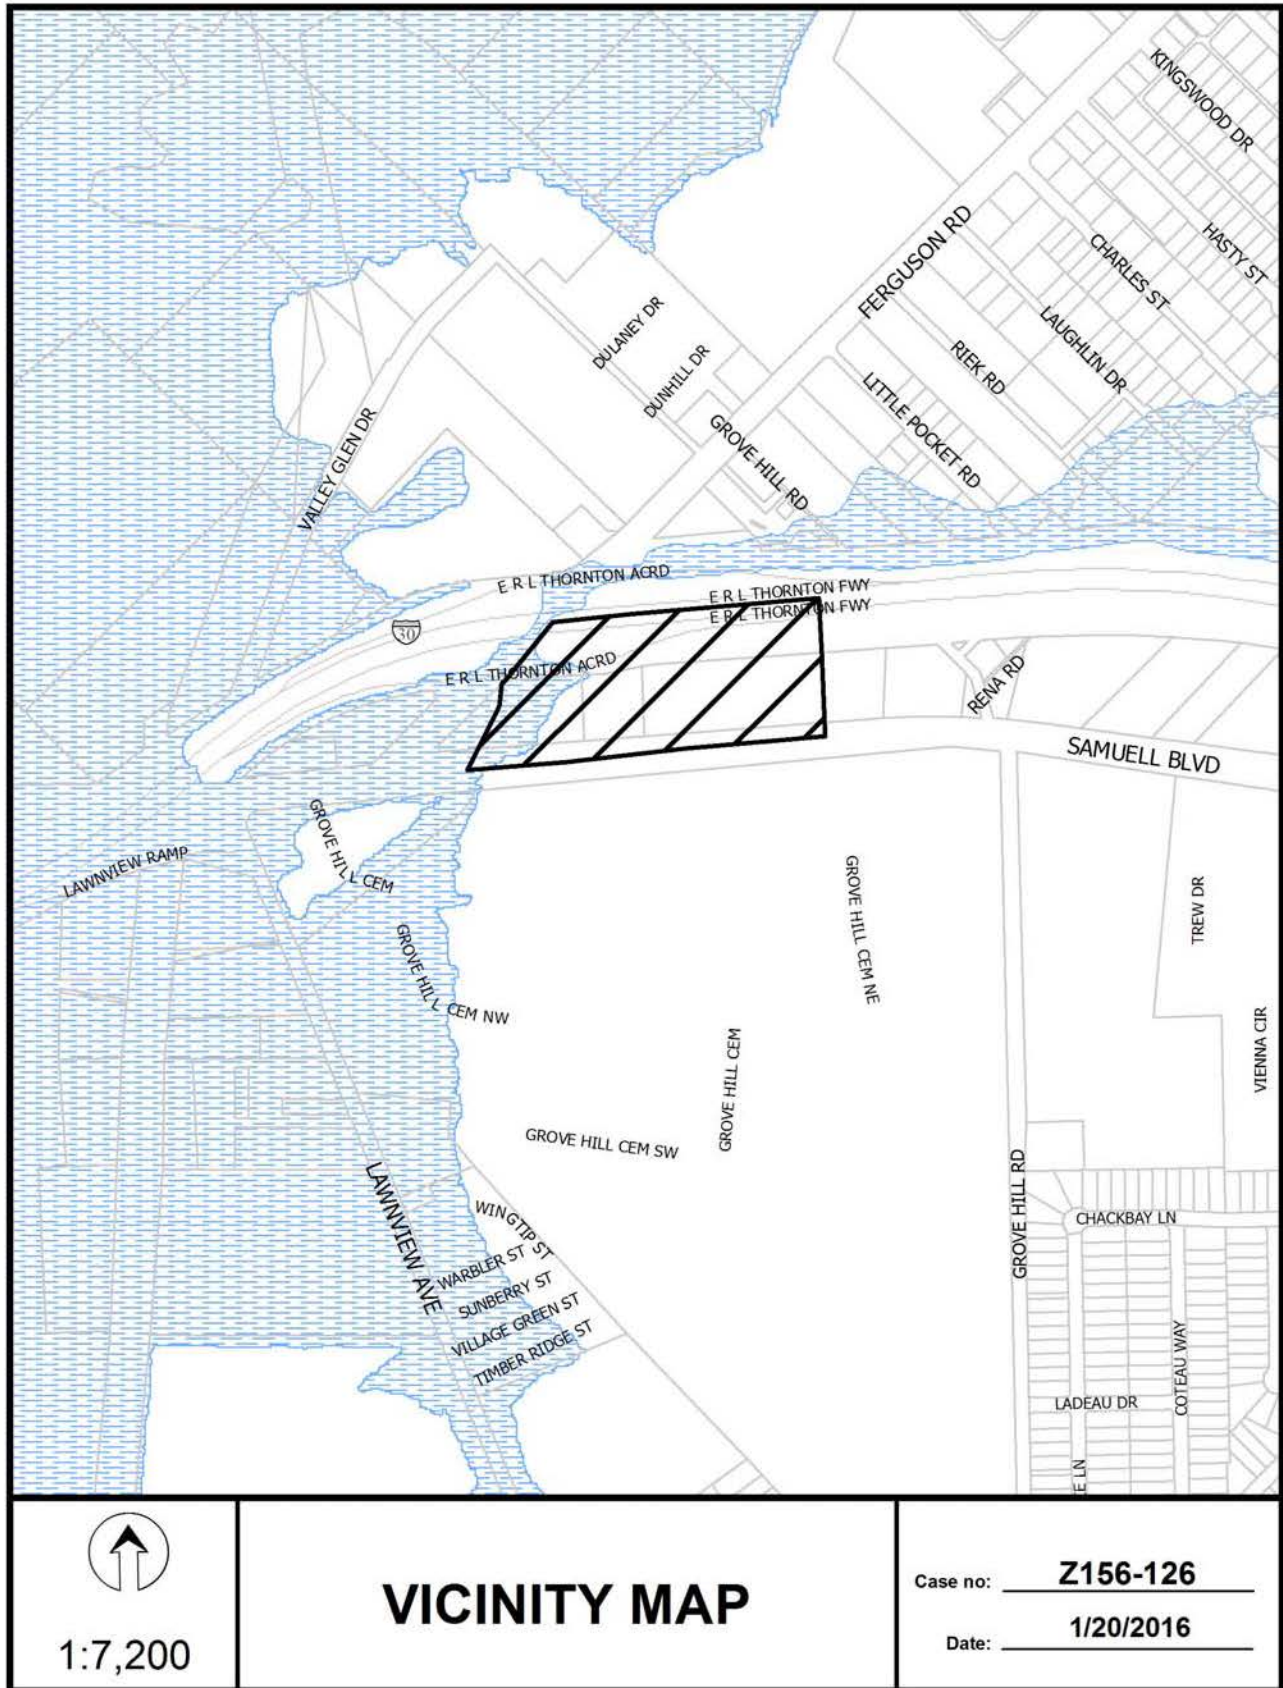 KINGSWOOD DR
HASTY ST
FERGUSON RD
CHARLES ST
LAUGHLIN DR
DULANEY DR
RIEK RD
DUNHILL DR
LITTLE POCKET RD
GROVE HILL RD
VALLEY GLEN DR
E R L THORNTON ACRD
E R L THORNTON FWY
E R L THORNTON FWY
30
E R L THORNTON ACRD
RENA RD
SAMUELL BLVD
GROVE HILL CEM
LAWNVIEW RAMP
GROVE HILL CEM NE
TREW DR
GROVE HILL CEM NW
GROVE HILL CEM
VIENNA CIR
GROVE HILL CEM SW
LAWNVIEW AVE
WINGTIP ST
GROVE HILL RD
CHACKBAY LN
WARBLER ST
SUNBERRY ST
VILLAGE GREEN ST
TIMBER RIDGE ST
COTEAU WAY
LADEAU DR
E LN
1:7,200
VICINITY MAP
Case no: Z156-126
Date: 1/20/2016